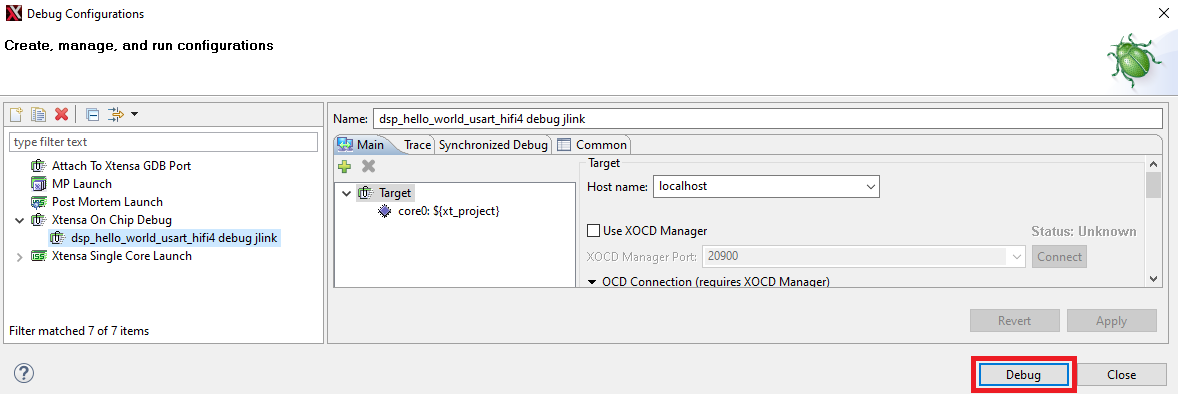 Debug Configurations
Create, manage, and run configurations
type filter text
Attach To Xtensa GDB Port
MP Launch
Post Mortem Launch
Xtensa On Chip Debug
dsp_hello_world_usart_hifi4 debug jlink
Xtensa Single Core Launch
Filter matched 7 of 7 items
Name: dsp_hello_world_usart_hifi4 debug jlink
Main Trace Synchronized Debug Common
Target
core0: ${xt_project}
Target
Host name: localhost
Use XOCD Manager Status: Unknown
XOCD Manager Port: 20900 Connect
OCD Connection (requires XOCD Manager)
Revert Apply
? Debug Close